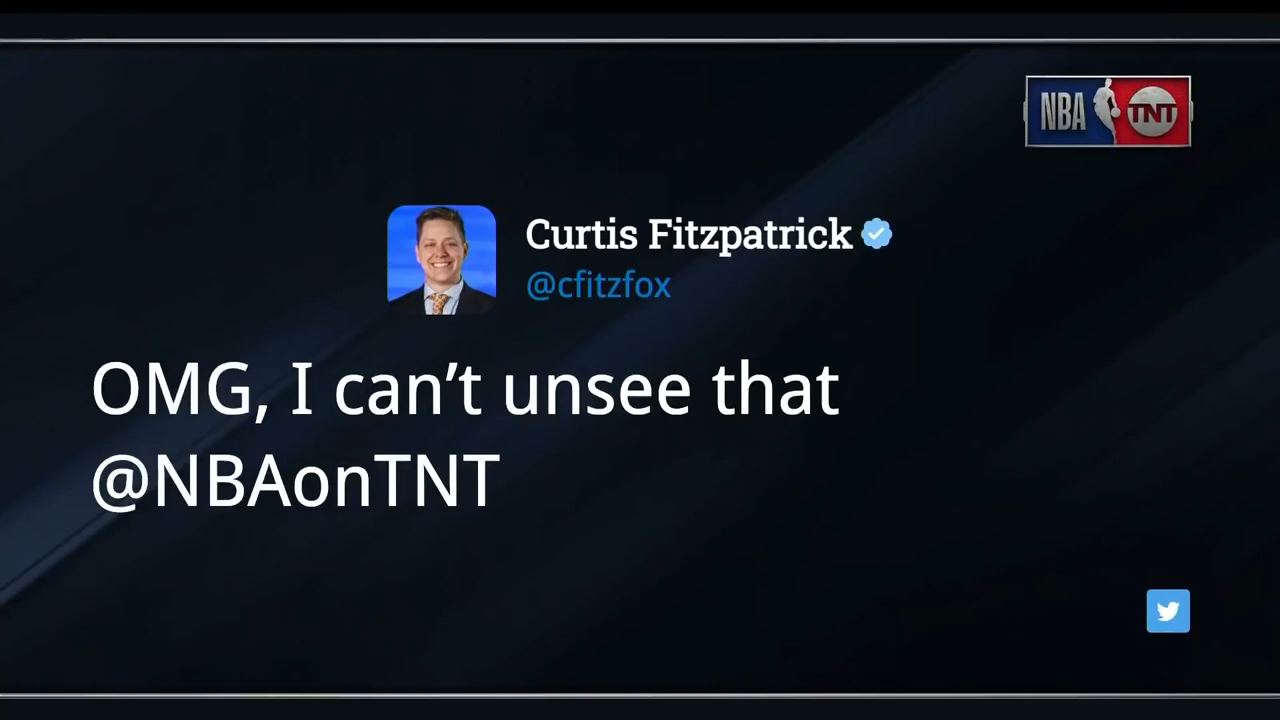 NBA TNT
Curtis Fitzpatrick
@cfitzfox
OMG, I can’t unsee that
@NBAonTNT